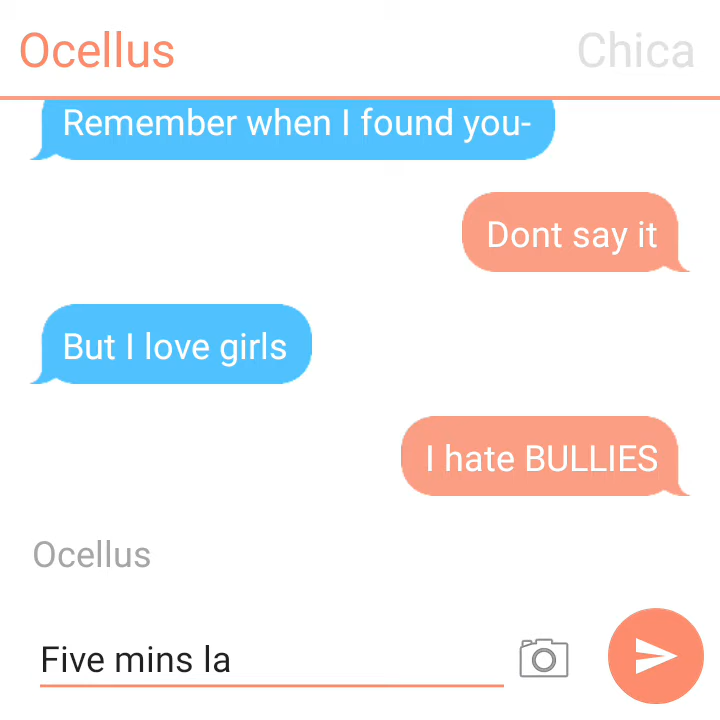 Ocellus Chica
Remember when I found you-
Dont say it
But I love girls
I hate BULLIES
Ocellus
Five mins la